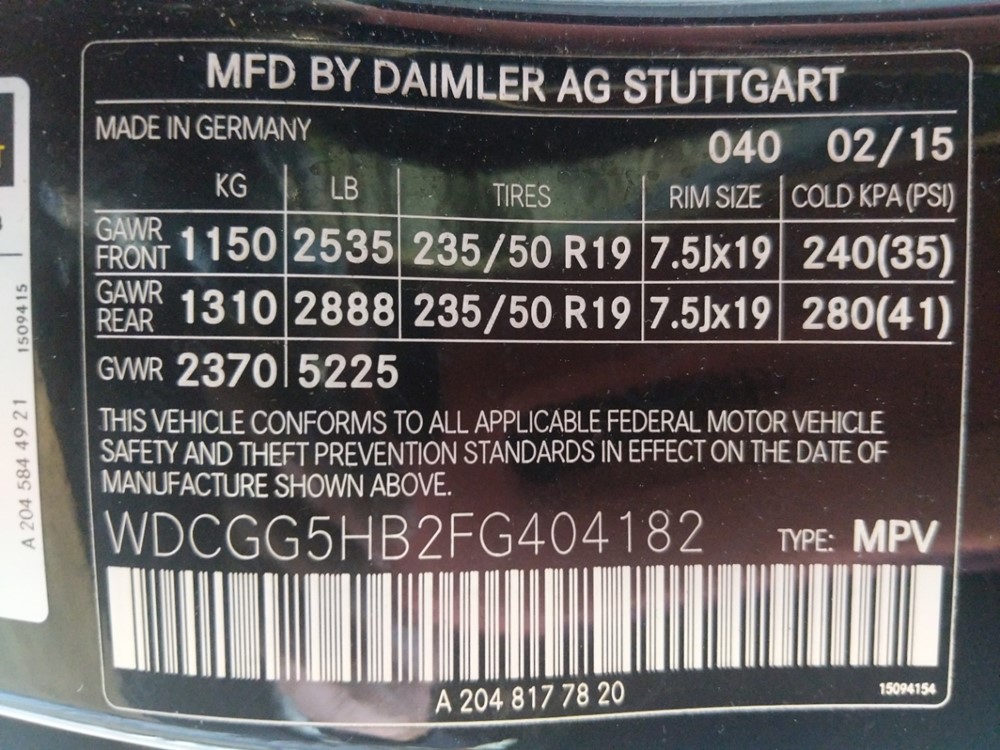 MFD BY DAIMLER AG STUTTGART
MADE IN GERMANY
040 02/15
KG LB TIRES RIM SIZE COLD KPA (PSI)
GAWR FRONT 1150 2535 235/50 R19 7.5Jx19 240(35)
GAWR REAR 1310 2888 235/50 R19 7.5Jx19 280(41)
GVWR 2370 5225
THIS VEHICLE CONFORMS TO ALL APPLICABLE FEDERAL MOTOR VEHICLE
SAFETY AND THEFT PREVENTION STANDARDS IN EFFECT ON THE DATE OF
MANUFACTURE SHOWN ABOVE.
WDCGG5HB2FG404182 TYPE: MPV
A 204 817 78 20 15094154
A 204 584 49 21 1509415